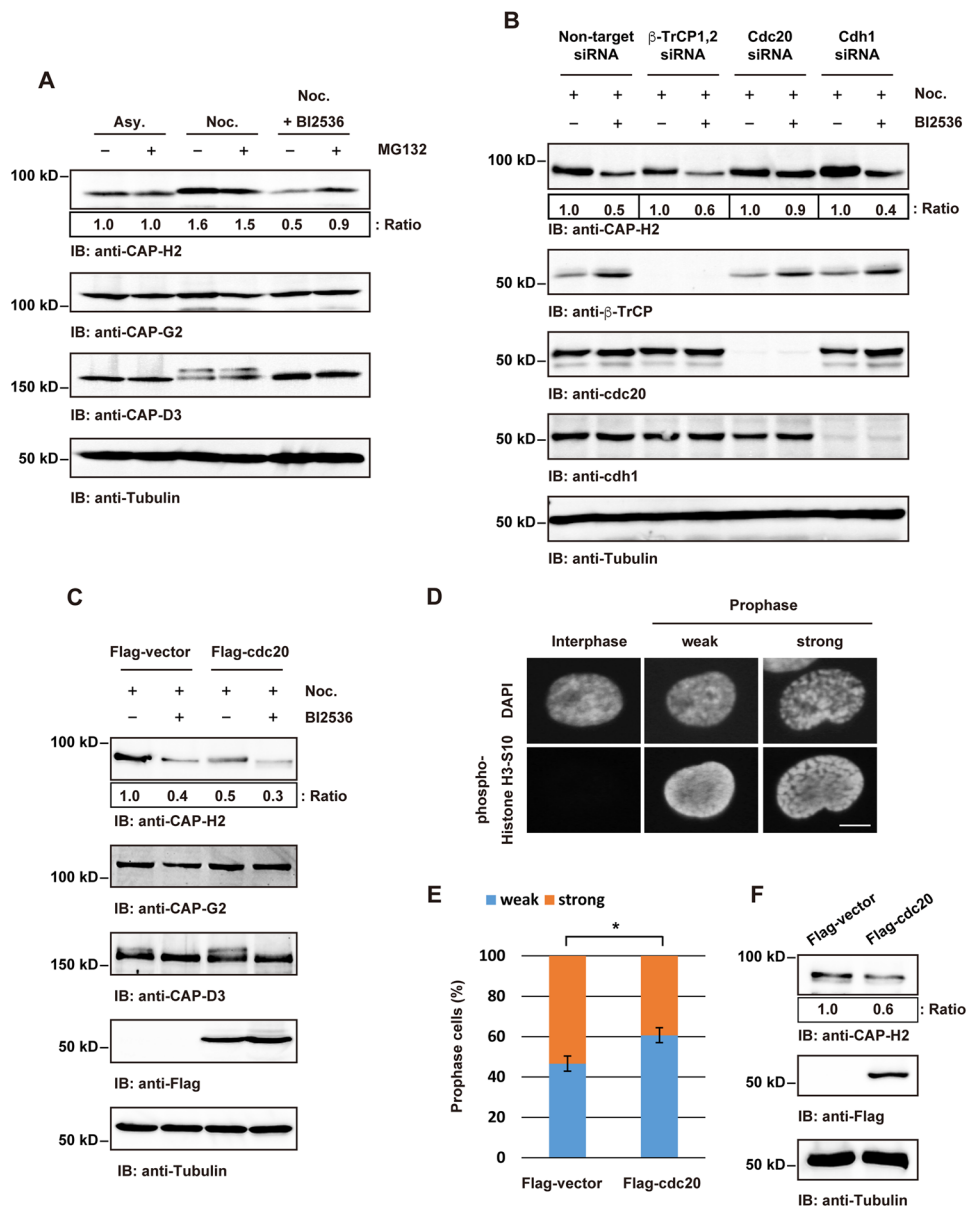 A
Noc.
Asy. Noc. + BI2536
– + – + – + MG132
100 kD
1.0 1.0 1.6 1.5 0.5 0.9 : Ratio
IB: anti-CAP-H2
100 kD
IB: anti-CAP-G2
150 kD
IB: anti-CAP-D3
50 kD
IB: anti-Tubulin
B
Non-target siRNA β-TrCP1,2 siRNA Cdc20 siRNA Cdh1 siRNA
+ + + + + + + + Noc.
– + – + – + – + BI2536
100 kD
1.0 0.5 1.0 0.6 1.0 0.9 1.0 0.4 : Ratio
IB: anti-CAP-H2
50 kD
IB: anti-β-TrCP
50 kD
IB: anti-cdc20
50 kD
IB: anti-cdh1
50 kD
IB: anti-Tubulin
C
Flag-vector Flag-cdc20
+ + + + Noc.
– + – + BI2536
100 kD
1.0 0.4 0.5 0.3 : Ratio
IB: anti-CAP-H2
100 kD
IB: anti-CAP-G2
150 kD
IB: anti-CAP-D3
50 kD
IB: anti-Flag
50 kD
IB: anti-Tubulin
D
Prophase
Interphase weak strong
DAPI
phospho-
Histone H3-S10
E
weak strong
*
100
80
60
40
20
0
Prophase cells (%)
Flag-vector Flag-cdc20
F
Flag-vector Flag-cdc20
100 kD
1.0 0.6 : Ratio
IB: anti-CAP-H2
50 kD
IB: anti-Flag
50 kD
IB: anti-Tubulin